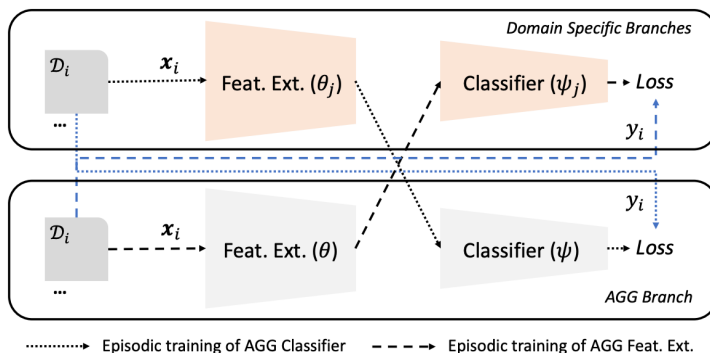 Domain Specific Branches
𝒟ᵢ
𝒙ᵢ
Feat. Ext. (θⱼ)
Classifier (ψⱼ)
Loss
...
yᵢ
yᵢ
𝒟ᵢ
𝒙ᵢ
Feat. Ext. (θ)
Classifier (ψ)
Loss
...
AGG Branch
Episodic training of AGG Classifier
Episodic training of AGG Feat. Ext.